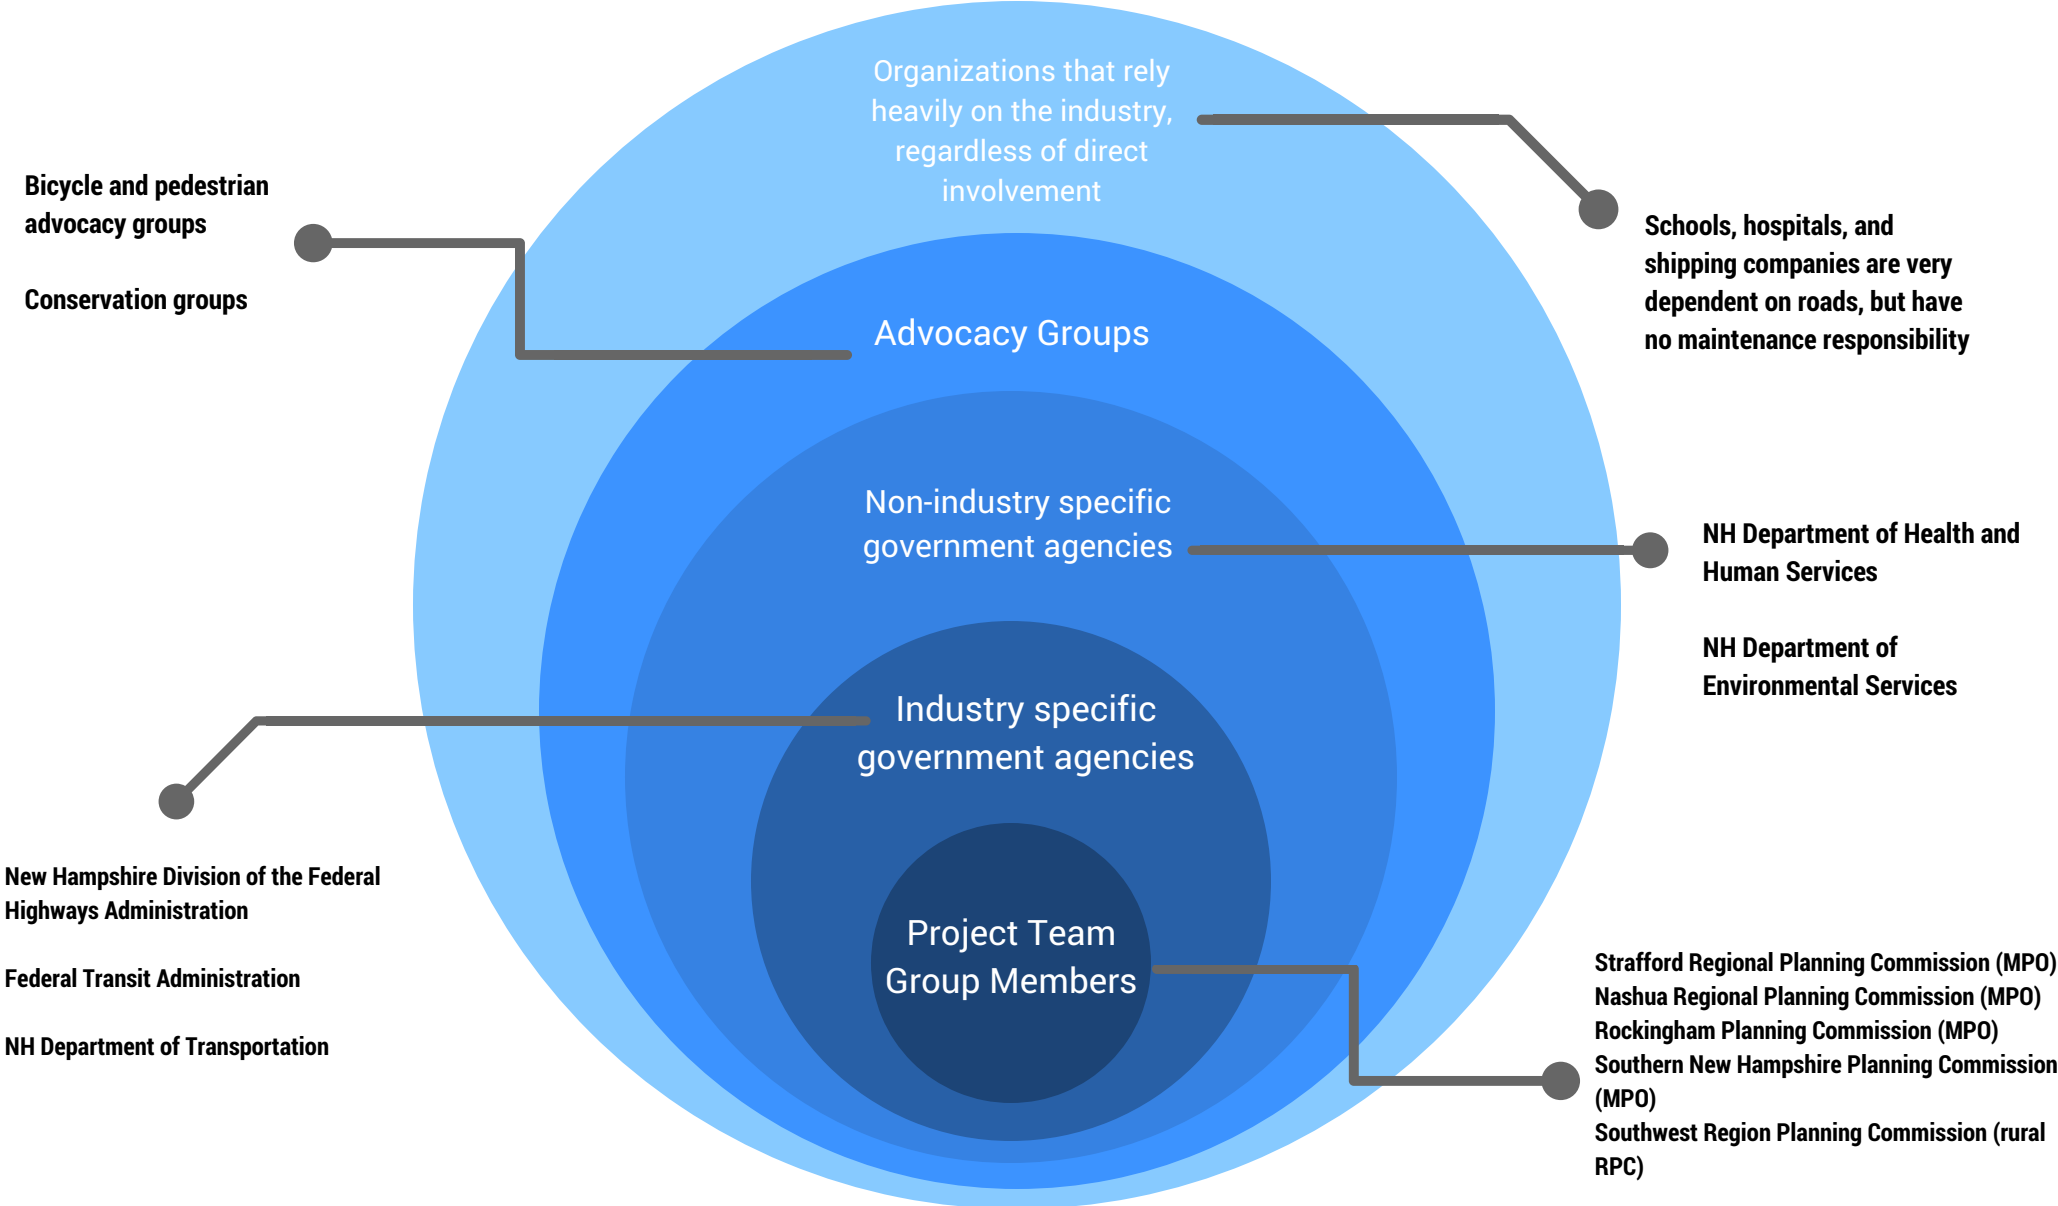 Organizations that rely
heavily on the industry,
regardless of direct
involvement
Bicycle and pedestrian
advocacy groups
Conservation groups
Schools, hospitals, and
shipping companies are very
dependent on roads, but have
no maintenance responsibility
Advocacy Groups
Non-industry specific
government agencies
NH Department of Health and
Human Services
NH Department of
Environmental Services
Industry specific
government agencies
New Hampshire Division of the Federal
Highways Administration
Federal Transit Administration
NH Department of Transportation
Project Team
Group Members
Strafford Regional Planning Commission (MPO)
Nashua Regional Planning Commission (MPO)
Rockingham Planning Commission (MPO)
Southern New Hampshire Planning Commission
(MPO)
Southwest Region Planning Commission (rural
RPC)